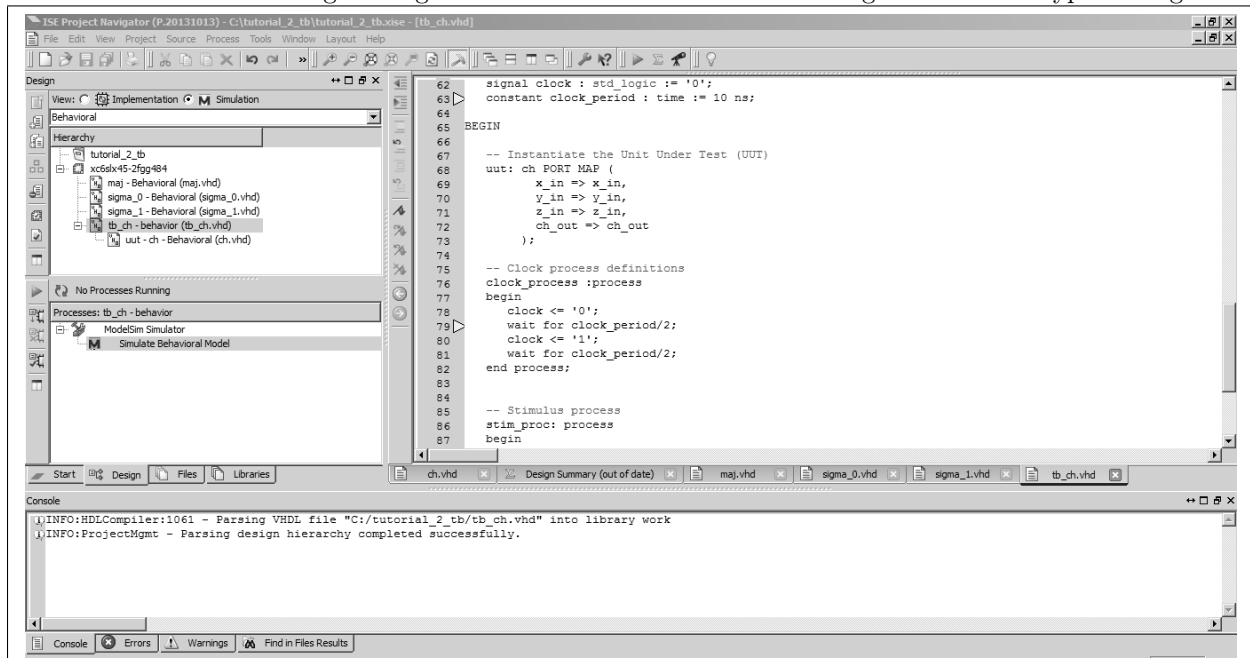 ISE Project Navigator (P.20131013) - C:\tutorial_2_tb\tutorial_2_tb.xise - [tb_ch.vhd]
File Edit View Project Source Process Tools Window Layout Help
Design
View: Implementation Simulation
Behavioral
Hierarchy
tutorial_2_tb
xc6slx45-2fgg484
maj - Behavioral (maj.vhd)
sigma_0 - Behavioral (sigma_0.vhd)
sigma_1 - Behavioral (sigma_1.vhd)
tb_ch - behavior (tb_ch.vhd)
uut - ch - Behavioral (ch.vhd)
No Processes Running
Processes: tb_ch - behavior
ModelSim Simulator
Simulate Behavioral Model
Start Design Files Libraries
62 signal clock : std_logic := '0';
63 constant clock_period : time := 10 ns;
64
65 BEGIN
66
67 -- Instantiate the Unit Under Test (UUT)
68 uut: ch PORT MAP (
69 x_in => x_in,
70 y_in => y_in,
71 z_in => z_in,
72 ch_out => ch_out
73 );
74
75 -- Clock process definitions
76 clock_process :process
77 begin
78 clock <= '0';
79 wait for clock_period/2;
80 clock <= '1';
81 wait for clock_period/2;
82 end process;
83
84
85 -- Stimulus process
86 stim_proc: process
87 begin
ch.vhd Design Summary (out of date) maj.vhd sigma_0.vhd sigma_1.vhd tb_ch.vhd
Console
INFO:HDLCompiler:1061 - Parsing VHDL file "C:/tutorial_2_tb/tb_ch.vhd" into library work
INFO:ProjectMgmt - Parsing design hierarchy completed successfully.
Console Errors Warnings Find in Files Results